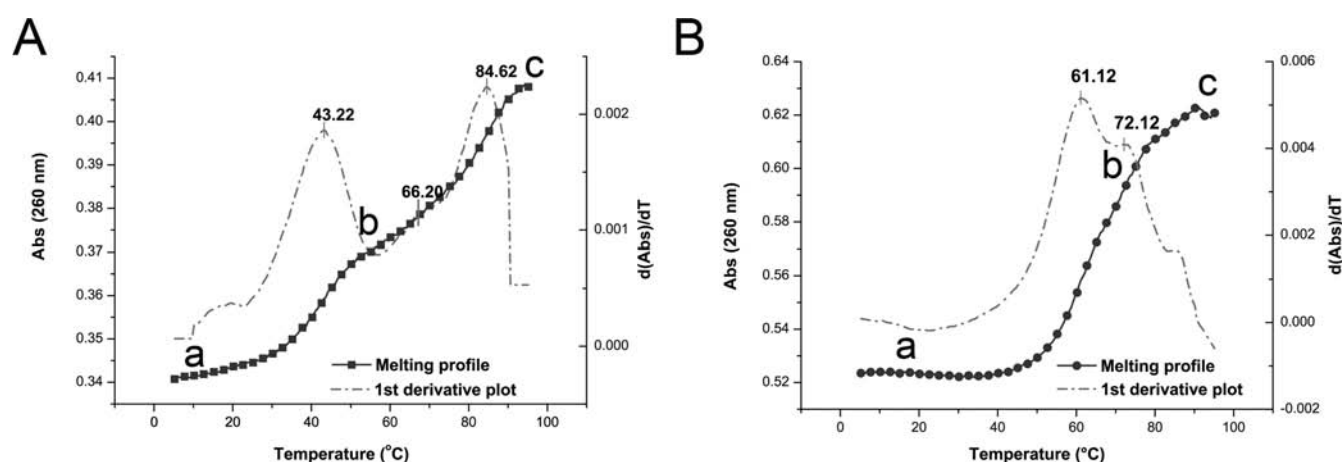 A
0.41
0.40
0.39
0.38
0.37
0.36
0.35
0.34
Abs (260 nm)
43.22
66.20
84.62
a
b
c
0.002
0.001
0.000
d(Abs)/dT
Melting profile
1st derivative plot
0 20 40 60 80 100
Temperature (°C)
B
0.64
0.62
0.60
0.58
0.56
0.54
0.52
Abs (260 nm)
61.12
72.12
a
b
c
0.006
0.004
0.002
0.000
-0.002
d(Abs)/dT
Melting profile
1st derivative plot
0 20 40 60 80 100
Temperature (°C)